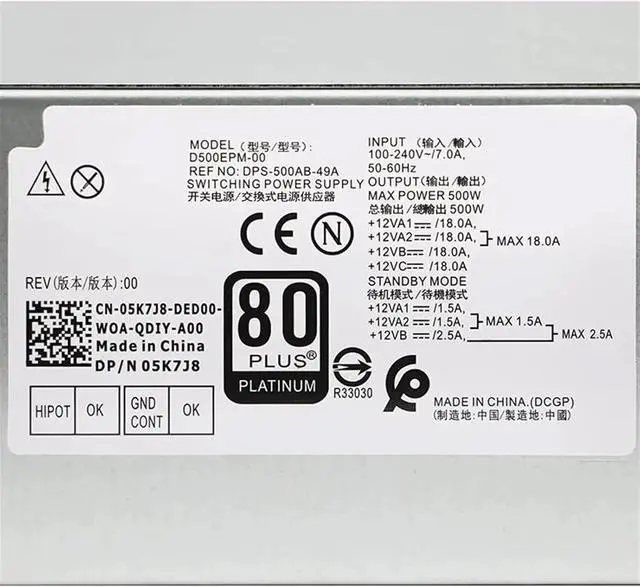 MODEL (型号/型号):
D500EPM-00
REF NO: DPS-500AB-49A
SWITCHING POWER SUPPLY
开关电源/交換式电源供应器
INPUT (输入/輸入)
100-240V~/7.0A,
50-60Hz
OUTPUT(输出/輸出)
MAX POWER 500W
总输出/總輸出 500W
+12VA1⎓/18.0A,
+12VA2⎓/18.0A,
MAX 18.0A
+12VB⎓/18.0A,
+12VC⎓/18.0A
STANDBY MODE
待机模式/待機模式
+12VA1⎓/1.5A,
+12VA2⎓/1.5A,
MAX 1.5A
+12VB⎓/2.5A,
MAX 2.5A
CE N
REV(版本/版本):00
CN-05K7J8-DED00-
WOA-QDIY-A00
Made in China
DP/N 05K7J8
80
PLUS®
PLATINUM
R33030
HIPOT OK
GND
CONT
OK
MADE IN CHINA.(DCGP)
(制造地:中国/製造地:中國)